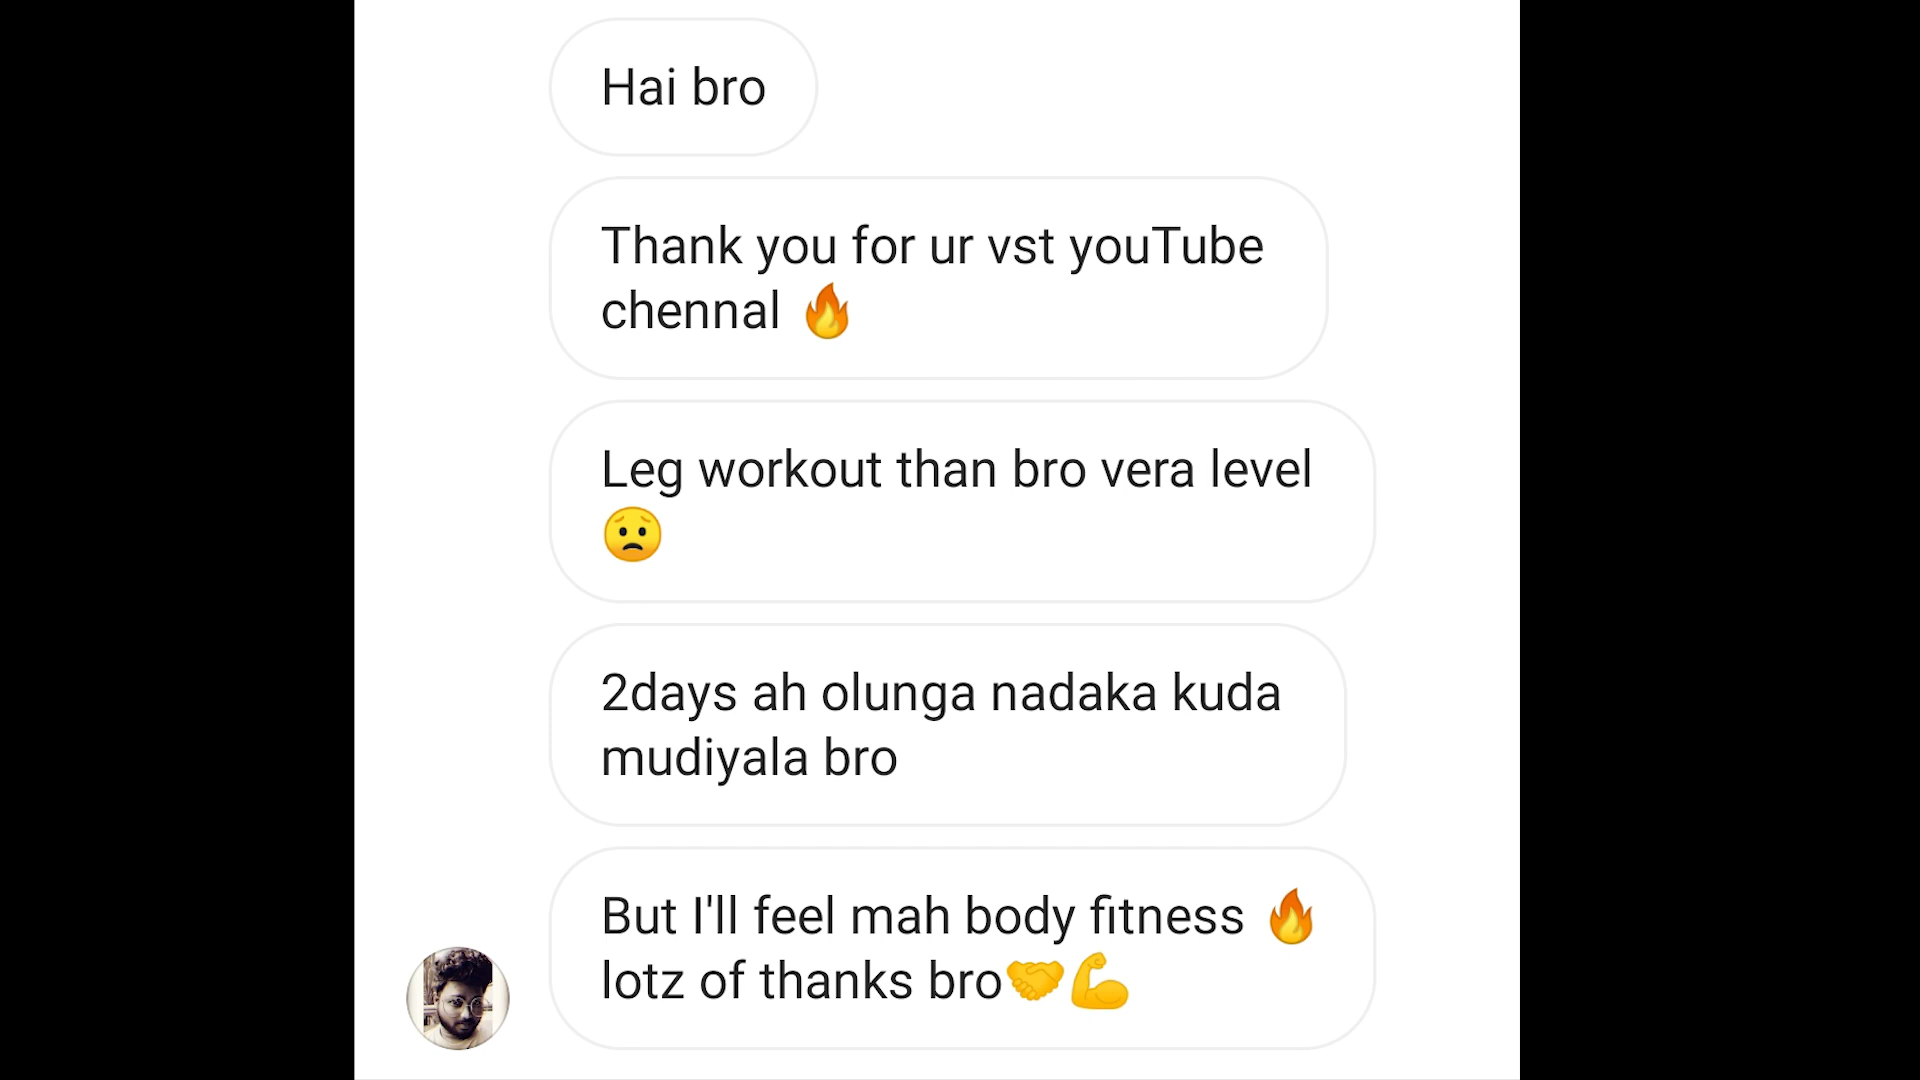 Hai bro
Thank you for ur vst youTube
chennal 🔥
Leg workout than bro vera level
😟
2days ah olunga nadaka kuda
mudiyala bro
But I'll feel mah body fitness 🔥
lotz of thanks bro🤝💪